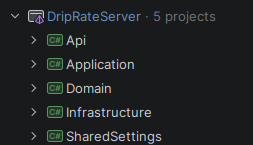 DripRateServer · 5 projects
C# Api
C# Application
C# Domain
C# Infrastructure
C# SharedSettings